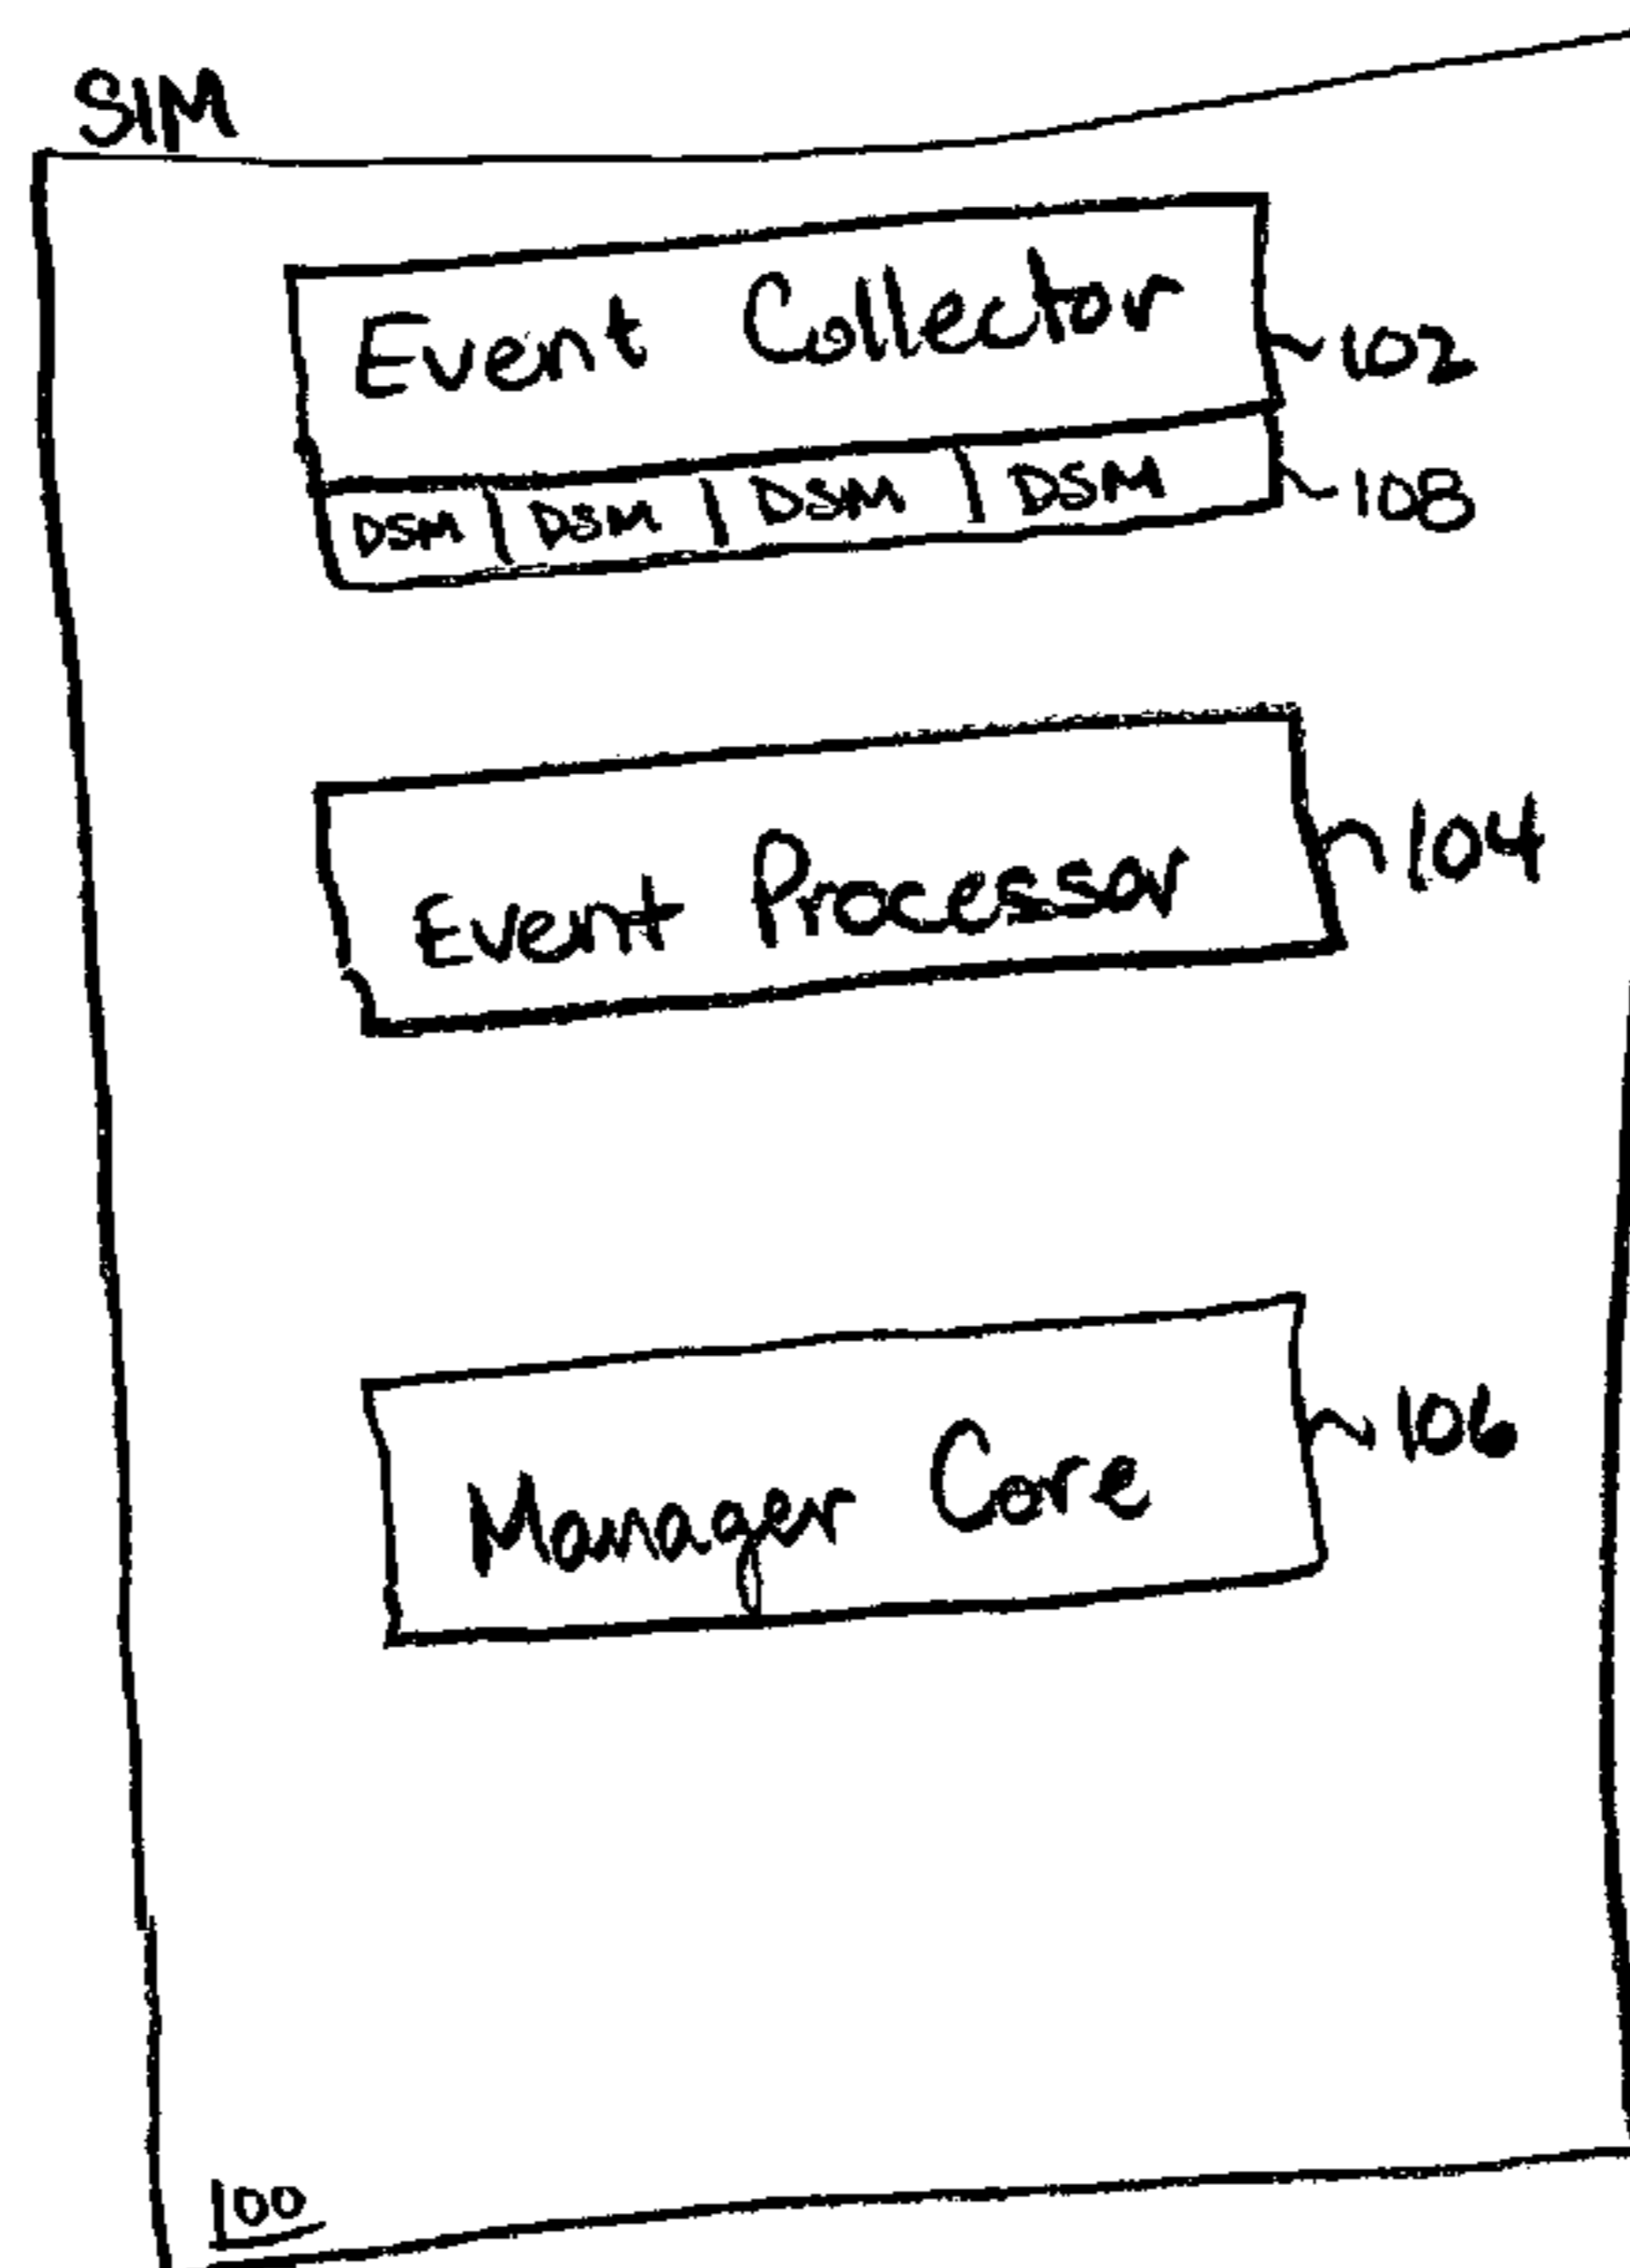 SIM
Event Collector
102
DSM DSM DSM DSM
108
Event Processor
104
Manager Core
106
100